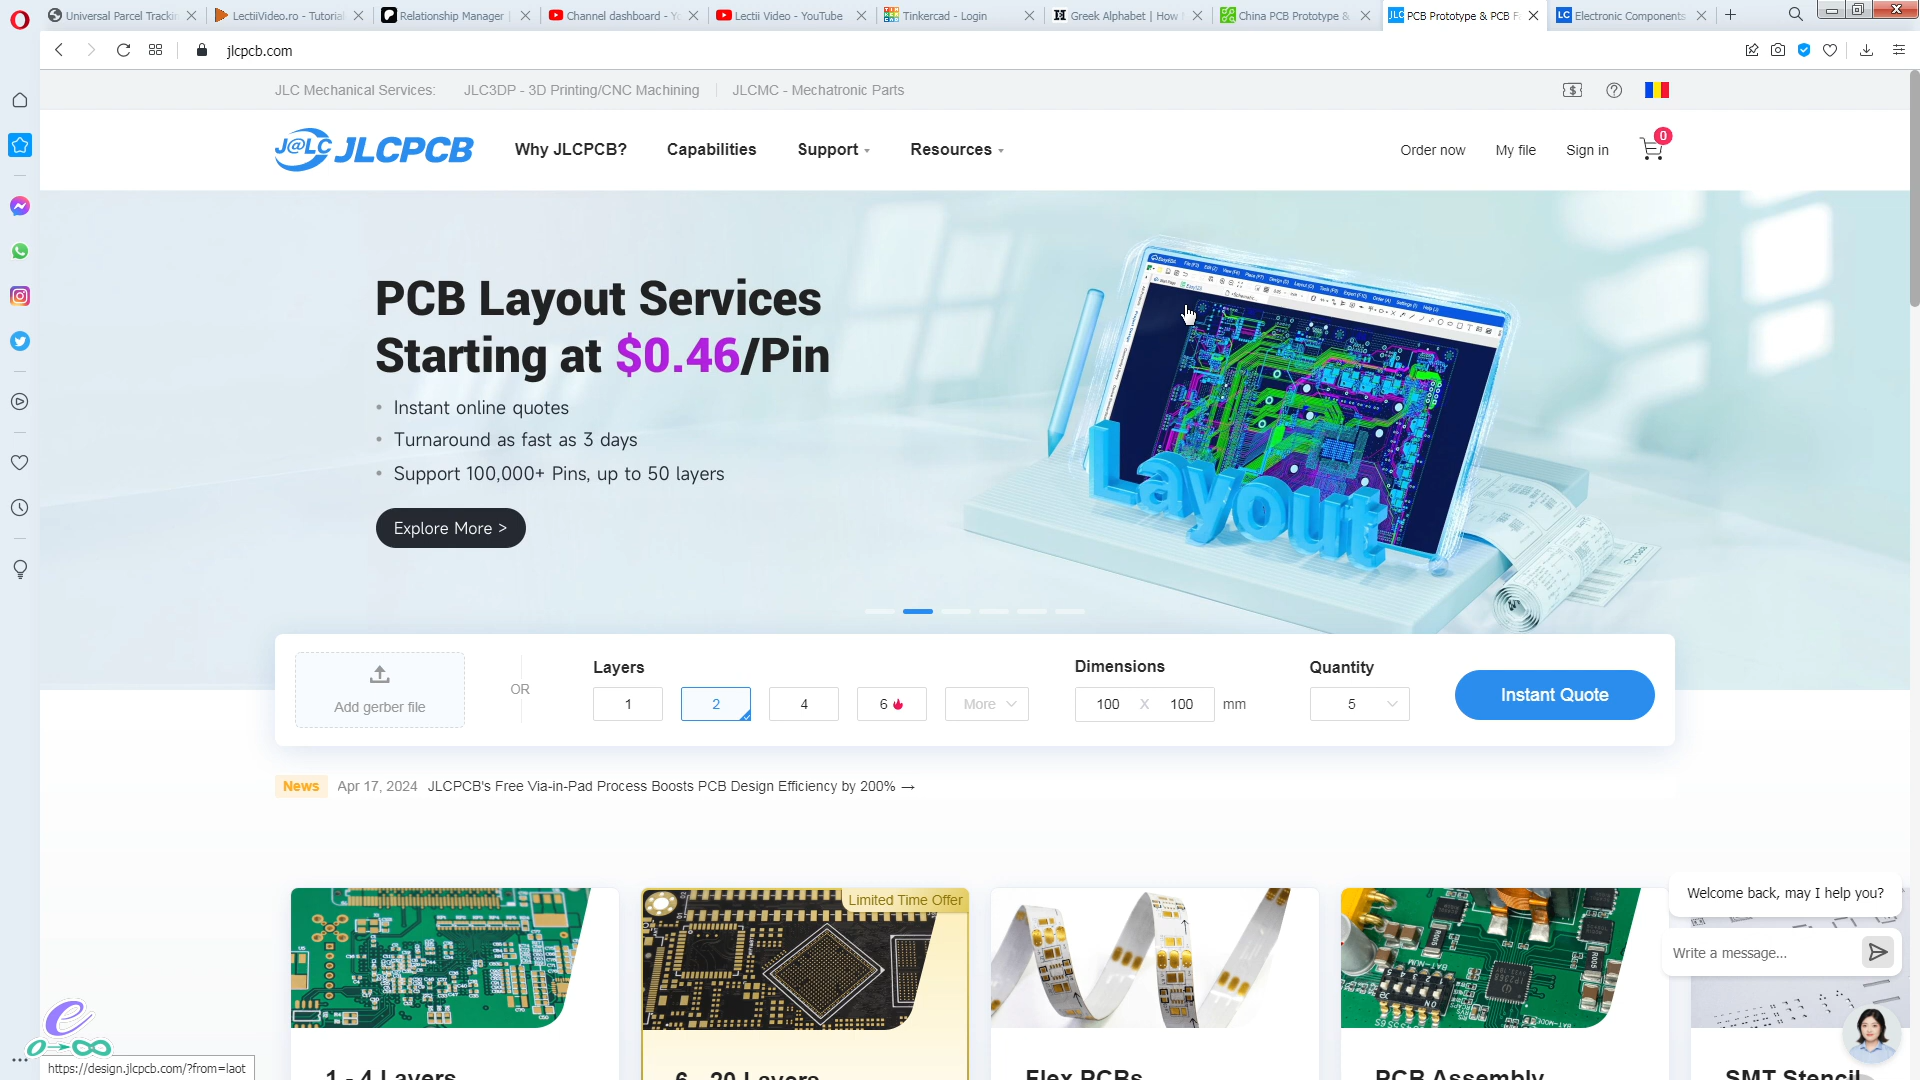 Universal Parcel Trackin
LectiiVideo.ro - Tutorial
Relationship Manager
Channel dashboard - Yo
Lectii Video - YouTube
Tinkercad - Login
Greek Alphabet | How
China PCB Prototype &
JLC PCB Prototype & PCB F
LC Electronic Components
jlcpcb.com
JLC Mechanical Services: JLC3DP - 3D Printing/CNC Machining JLCMC - Mechatronic Parts
J@LC JLCPCB
Why JLCPCB?
Capabilities
Support
Resources
Order now
My file
Sign in
0
PCB Layout Services
Starting at $0.46/Pin
• Instant online quotes
• Turnaround as fast as 3 days
• Support 100,000+ Pins, up to 50 layers
Explore More >
Layout
Add gerber file
OR
Layers
1 2 4 6 More
Dimensions
100 X 100 mm
Quantity
5
Instant Quote
News Apr 17, 2024 JLCPCB's Free Via-in-Pad Process Boosts PCB Design Efficiency by 200% →
Limited Time Offer
Welcome back, may I help you?
Write a message...
1 - 4 Layers
6 - 20 Layers
Flex PCBs
PCB Assembly
SMT Stencil
https://design.jlcpcb.com/?from=laot